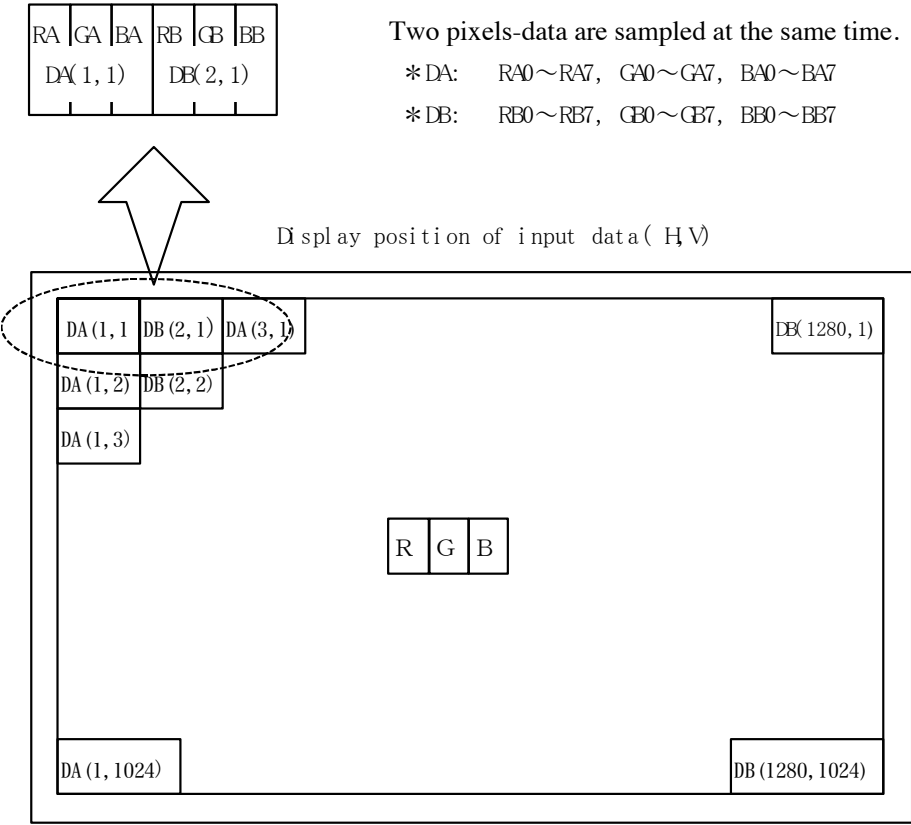 RA GA BA RB GB BB
DA(1,1) DB(2,1)
Two pixels-data are sampled at the same time.
＊DA: RA0～RA7, GA0～GA7, BA0～BA7
＊DB: RB0～RB7, GB0～GB7, BB0～BB7
Display position of input data( H,V)
DA(1,1 DB(2,1) DA(3,1) DB(1280,1)
DA(1,2) DB(2,2)
DA(1,3)
R G B
DA(1,1024) DB(1280,1024)